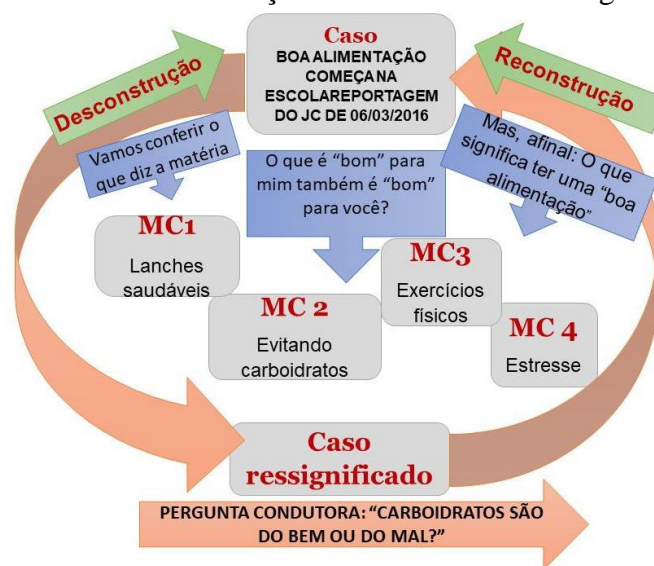 Caso
BOA ALIMENTAÇÃO
COMEÇA NA
ESCOLAREPORTAGEM
DO JC DE 06/03/2016
Desconstrução
Reconstrução
Vamos conferir o
que diz a matéria
O que é “bom” para
mim também é “bom”
para você?
Mas, afinal: O que
significa ter uma “boa
alimentação”
MC1
Lanches
saudáveis
MC 2
Evitando
carboidratos
MC3
Exercícios
físicos
MC 4
Estresse
Caso
ressignificado
PERGUNTA CONDUTORA: “CARBOIDRATOS SÃO
DO BEM OU DO MAL?”